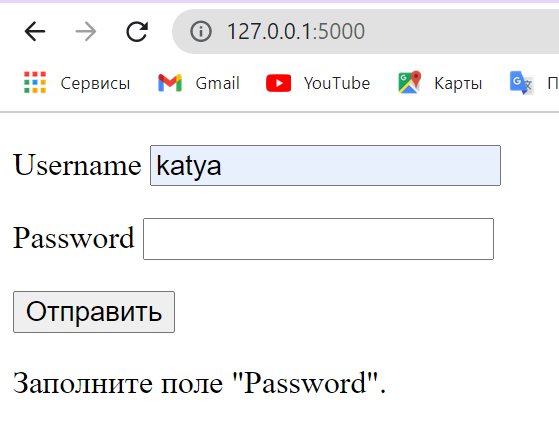 127.0.0.1:5000
Сервисы Gmail YouTube Карты П
Username katya
Password
Отправить
Заполните поле "Password".